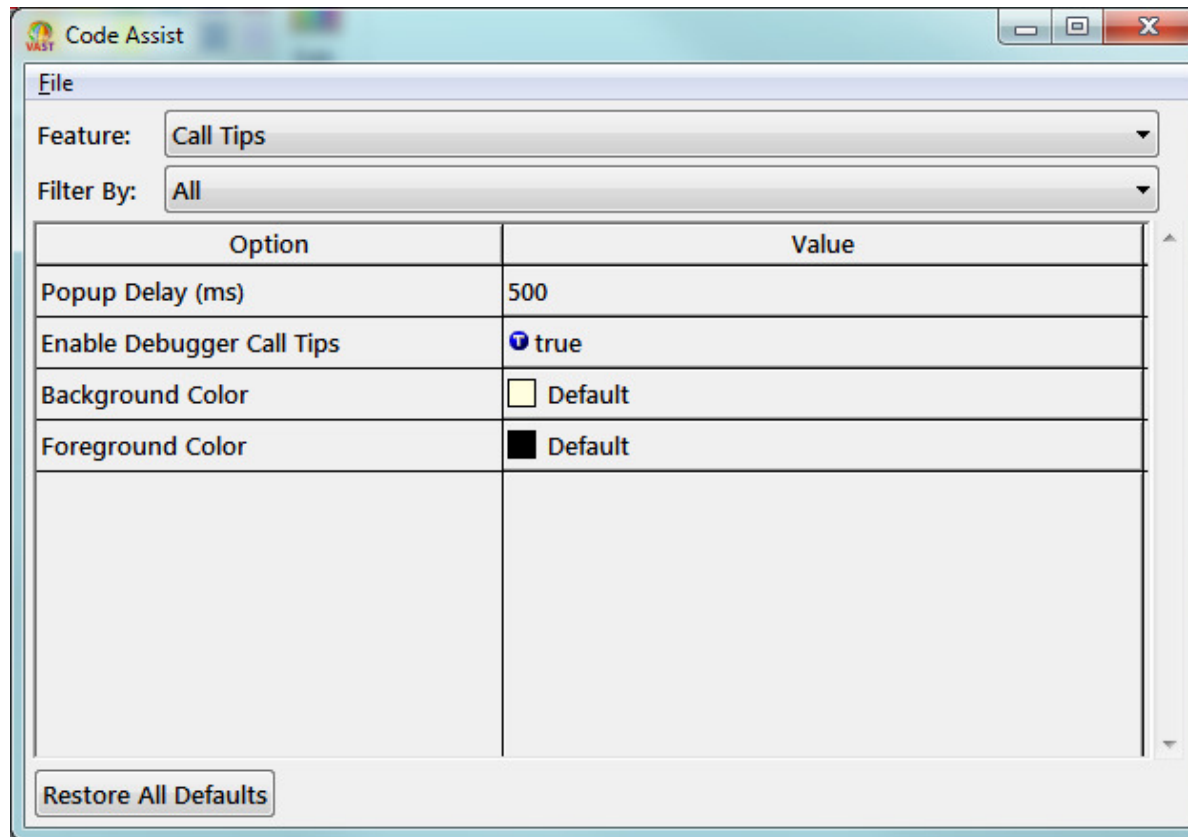 VAST Code Assist
File
Feature: Call Tips
Filter By: All
Option Value
Popup Delay (ms) 500
Enable Debugger Call Tips T true
Background Color Default
Foreground Color Default
Restore All Defaults